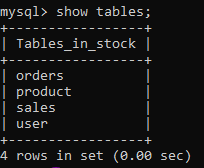 mysql> show tables;
+-----------------+
| Tables_in_stock |
+-----------------+
| orders          |
| product         |
| sales           |
| user            |
+-----------------+
4 rows in set (0.00 sec)